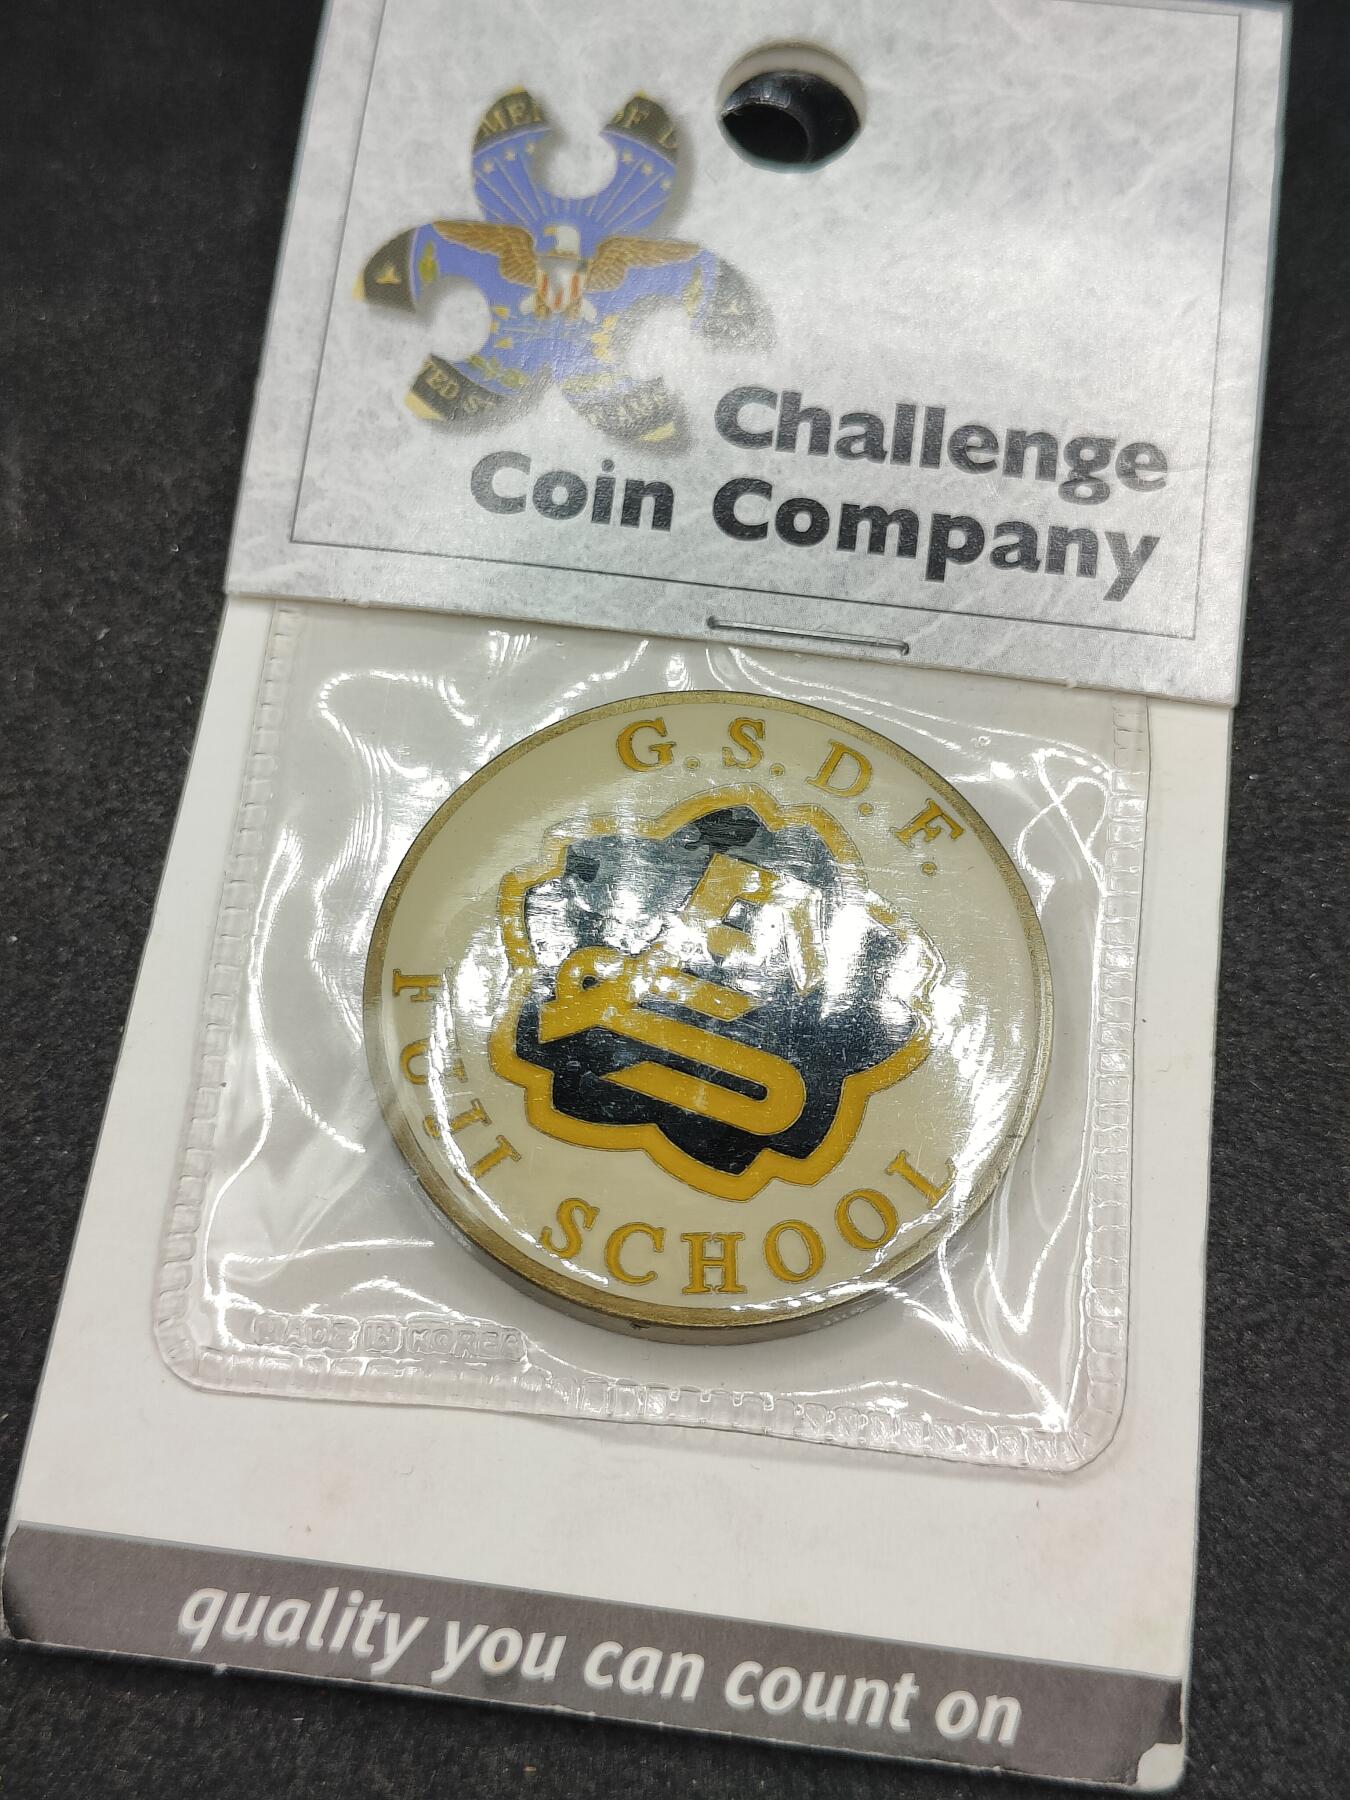 Challenge
Coin Company
G.S.D.F.
FUJI SCHOOL
MADE IN KOREA
quality you can count on